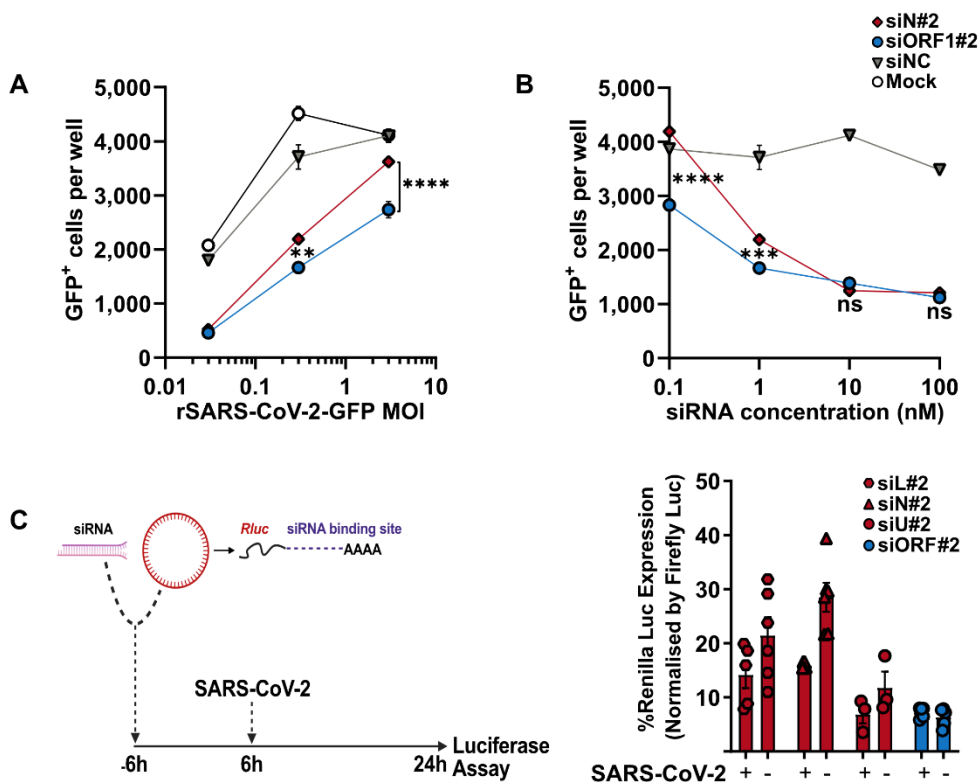 siN#2
siORF1#2
siNC
Mock
A
5,000
4,000
3,000
2,000
1,000
0
GFP+ cells per well
****
**
0.01 0.1 1 10
rSARS-CoV-2-GFP MOI
B
5,000
4,000
3,000
2,000
1,000
0
GFP+ cells per well
****
***
ns
ns
0.1 1 10 100
siRNA concentration (nM)
C
siRNA
Rluc siRNA binding site
AAAA
SARS-CoV-2
-6h 6h 24h
Luciferase
Assay
%Renilla Luc Expression
(Normalised by Firefly Luc)
50
40
30
20
10
siL#2
siN#2
siU#2
siORF#2
SARS-CoV-2 + - + - + - + -